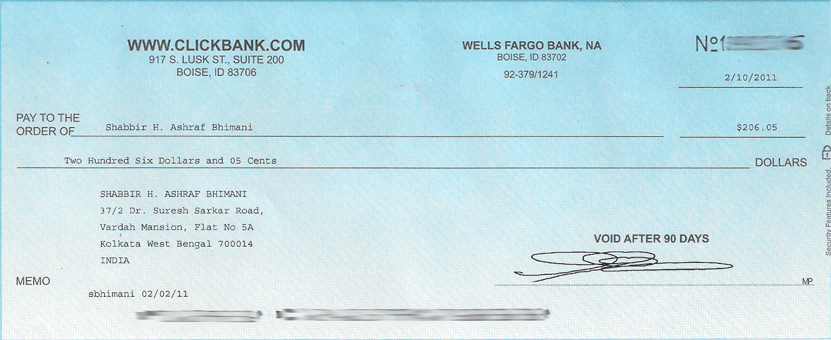 WWW.CLICKBANK.COM
917 S. LUSK ST., SUITE 200
BOISE, ID 83706
WELLS FARGO BANK, NA
BOISE, ID 83702
92-379/1241
Nº1
2/10/2011
PAY TO THE
ORDER OF Shabbir H. Ashraf Bhimani $206.05
Two Hundred Six Dollars and 05 Cents DOLLARS
SHABBIR H. ASHRAF BHIMANI
37/2 Dr. Suresh Sarkar Road,
Vardah Mansion, Flat No 5A
Kolkata West Bengal 700014
INDIA
VOID AFTER 90 DAYS
MP
MEMO
sbhimani 02/02/11
Security Features Included. Details on back.